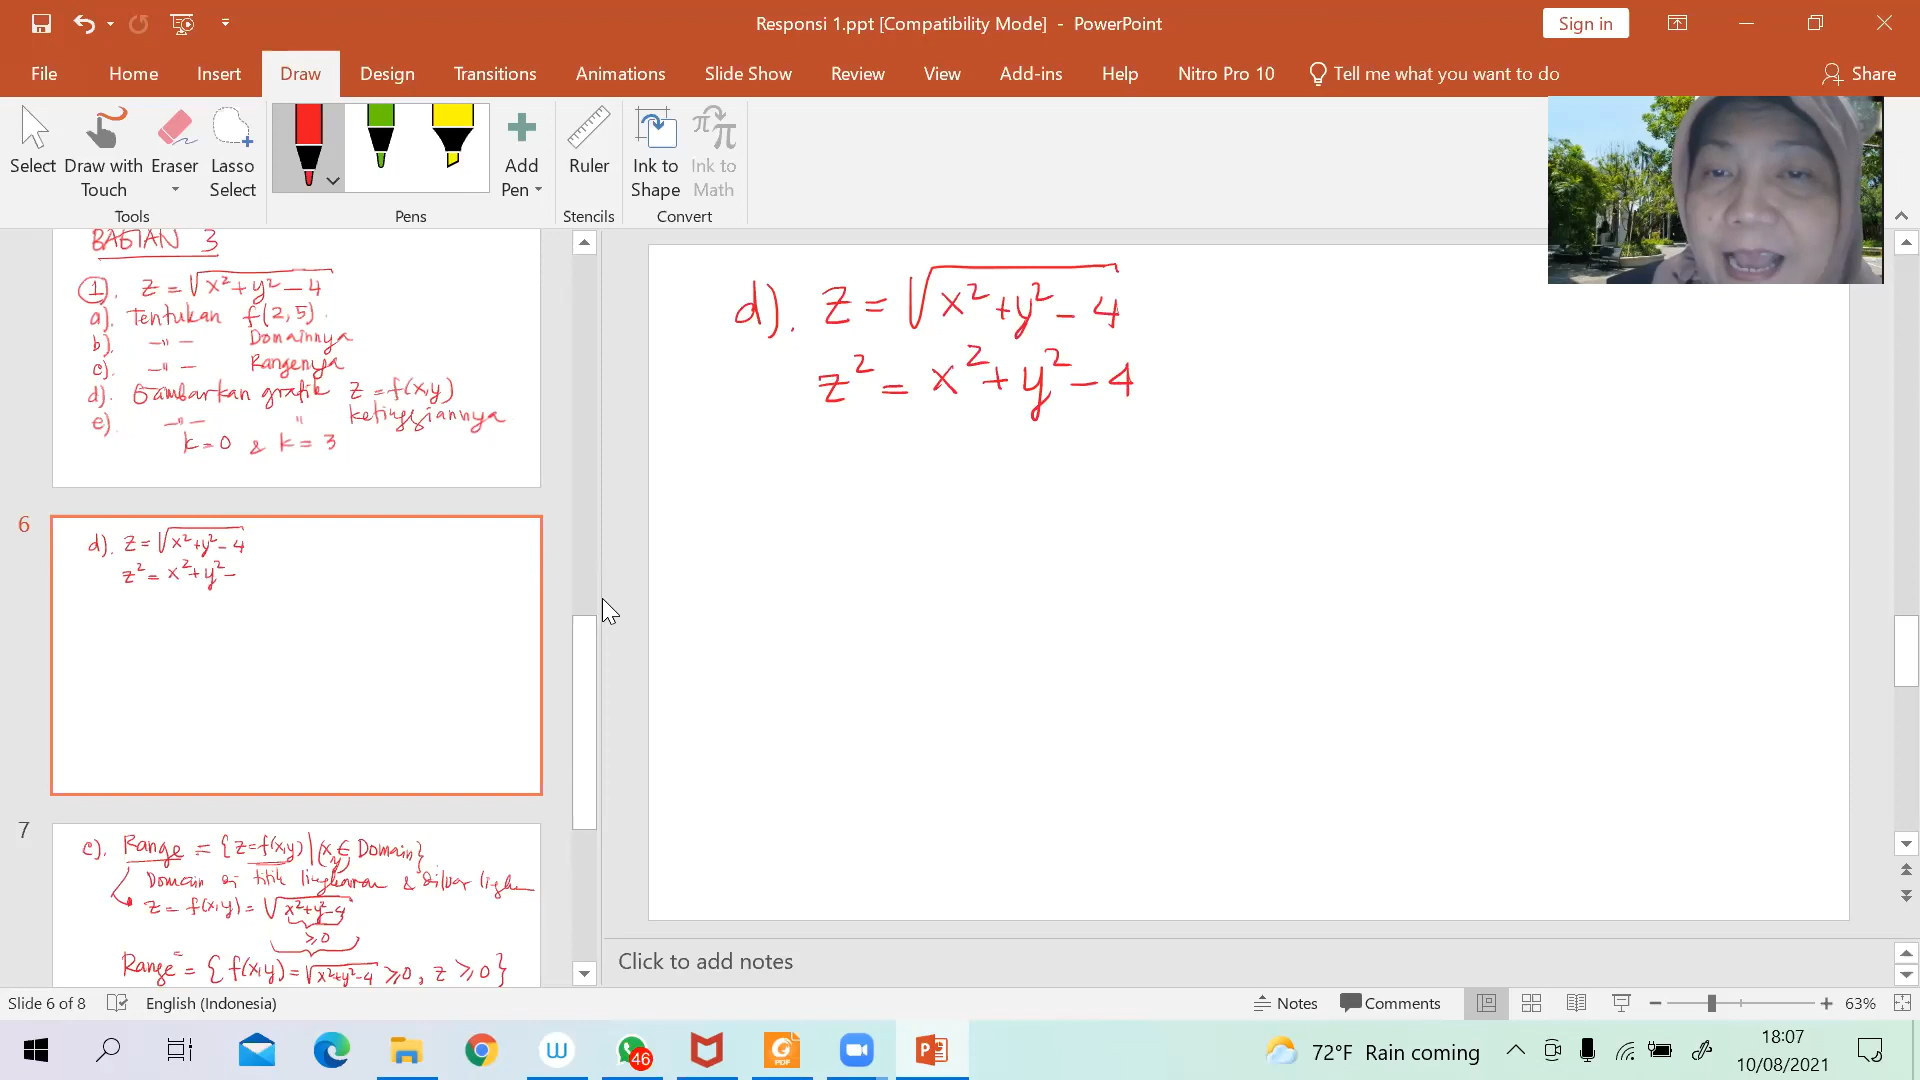 Responsi 1.ppt [Compatibility Mode] - PowerPoint
Sign in
File Home Insert Draw Design Transitions Animations Slide Show Review View Add-ins Help Nitro Pro 10 Tell me what you want to do Share
Select
Draw with Touch
Eraser
Lasso Select
Add Pen
Ruler
Ink to Shape
Ink to Math
Tools Pens Stencils Convert
BAGIAN 3
1). z = √(x² + y² - 4)
a). Tentukan f(2,5).
b). -"- Domainnya
c). -"- Rangenya
d). Gambarkan grafik z = f(x,y)
e). -"- " ketinggiannya
k = 0 & k = 3
6
d). z = √(x² + y² - 4)
z² = x² + y² -
7
c). Range = {z = f(x,y) | (x,y) ∈ Domain}
Domain di titik lingkaran & diluar
z = f(x,y) = √(x² + y² - 4)
≥ 0
Range = {f(x,y) = √(x² + y² - 4) ≥ 0, z ≥ 0}
d). z = √(x² + y² - 4)
z² = x² + y² - 4
Click to add notes
Slide 6 of 8 English (Indonesia) Notes Comments 63%
46
PDF
72°F Rain coming
18:07
10/08/2021